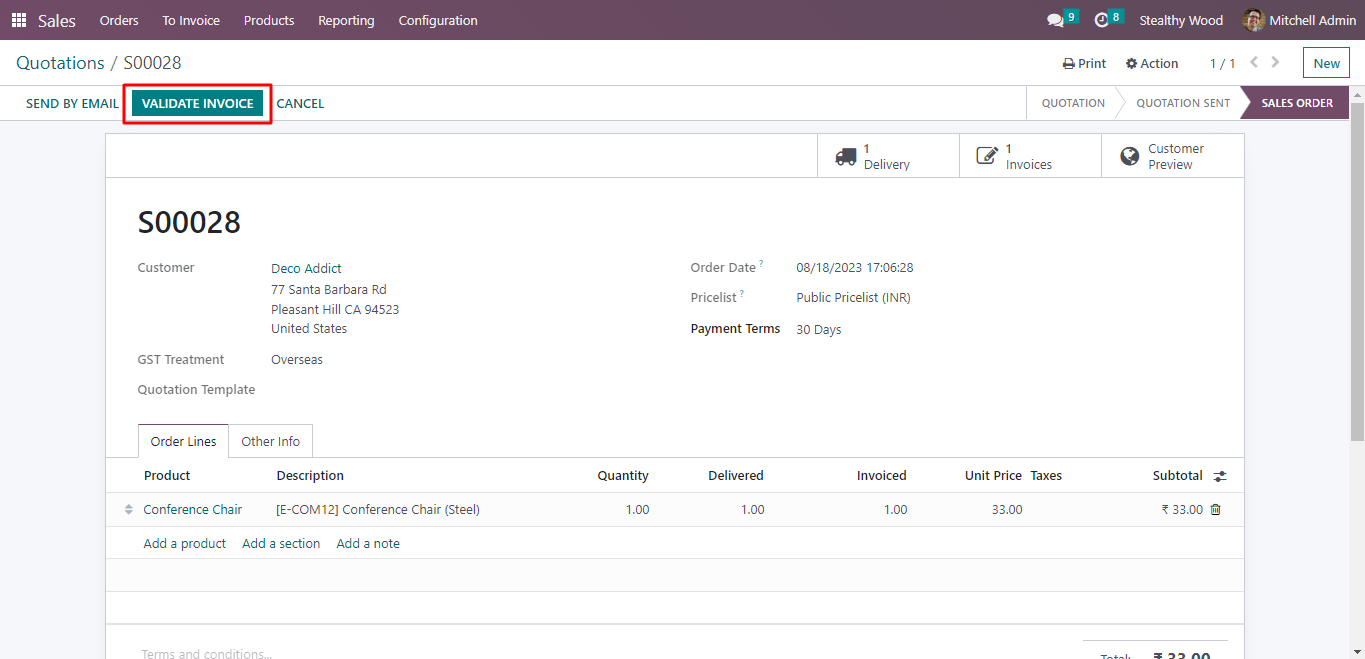 Sales Orders To Invoice Products Reporting Configuration 9 8 Stealthy Wood Mitchell Admin
Quotations / S00028 Print Action 1 / 1 New
SEND BY EMAIL VALIDATE INVOICE CANCEL QUOTATION QUOTATION SENT SALES ORDER
1 Delivery
1 Invoices
Customer Preview
S00028
Customer Deco Addict
77 Santa Barbara Rd
Pleasant Hill CA 94523
United States
GST Treatment Overseas
Quotation Template
Order Date ? 08/18/2023 17:06:28
Pricelist ? Public Pricelist (INR)
Payment Terms 30 Days
Order Lines Other Info
Product Description Quantity Delivered Invoiced Unit Price Taxes Subtotal
Conference Chair [E-COM12] Conference Chair (Steel) 1.00 1.00 1.00 33.00 ₹ 33.00
Add a product Add a section Add a note
Terms and conditions... Total: ₹ 33.00